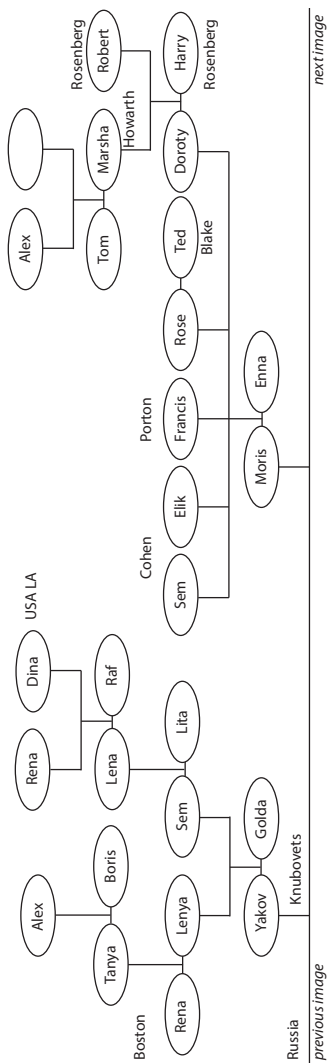 Alex
Rosenberg
Tom
Marsha
Robert
Howarth
Doroty
Harry
Rosenberg
Cohen
Porton
Sem
Elik
Francis
Rose
Ted
Blake
Moris
Enna
next image
USA LA
Rena
Dina
Alex
Lena
Raf
Tanya
Boris
Boston
Rena
Lenya
Sem
Lita
Yakov
Golda
Russia
Knubovets
previous image